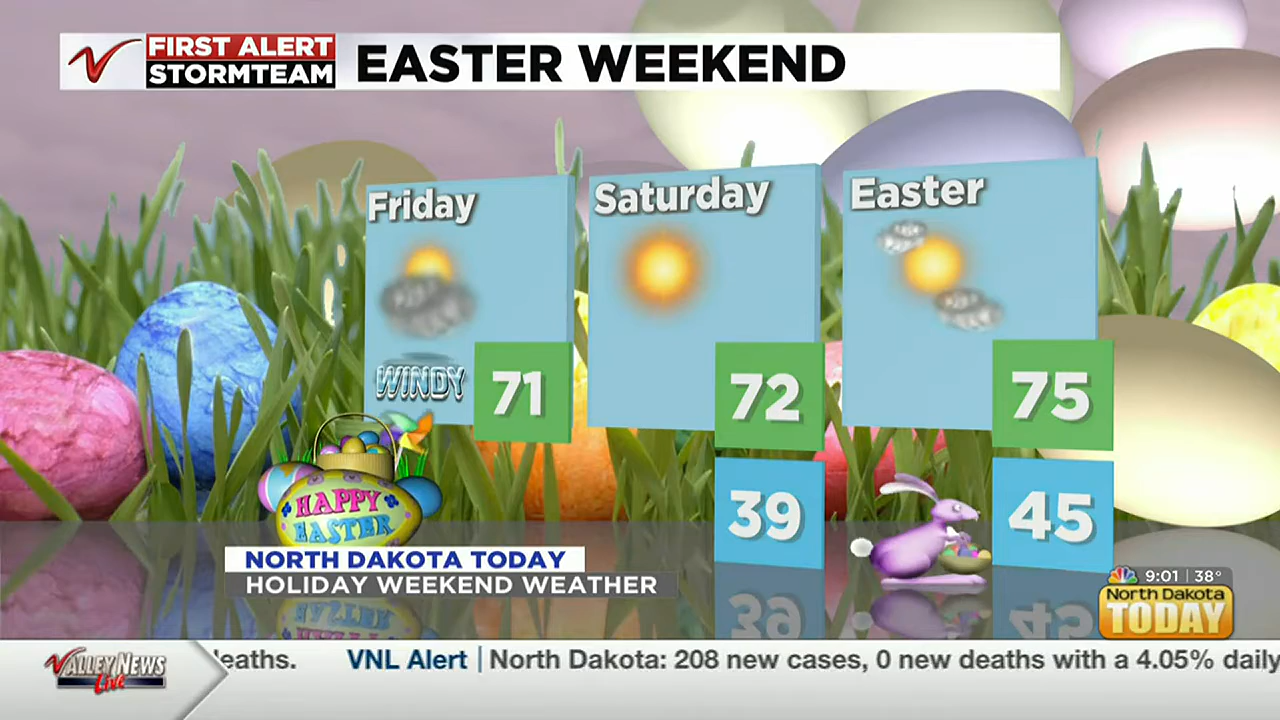 FIRST ALERT
STORMTEAM
EASTER WEEKEND
Friday
Saturday
Easter
WINDY
71
72
75
39
45
HAPPY
EASTER
NORTH DAKOTA TODAY
HOLIDAY WEEKEND WEATHER
9:01 | 38°
North Dakota
TODAY
VALLEY NEWS
Live
leaths. VNL Alert | North Dakota: 208 new cases, 0 new deaths with a 4.05% daily